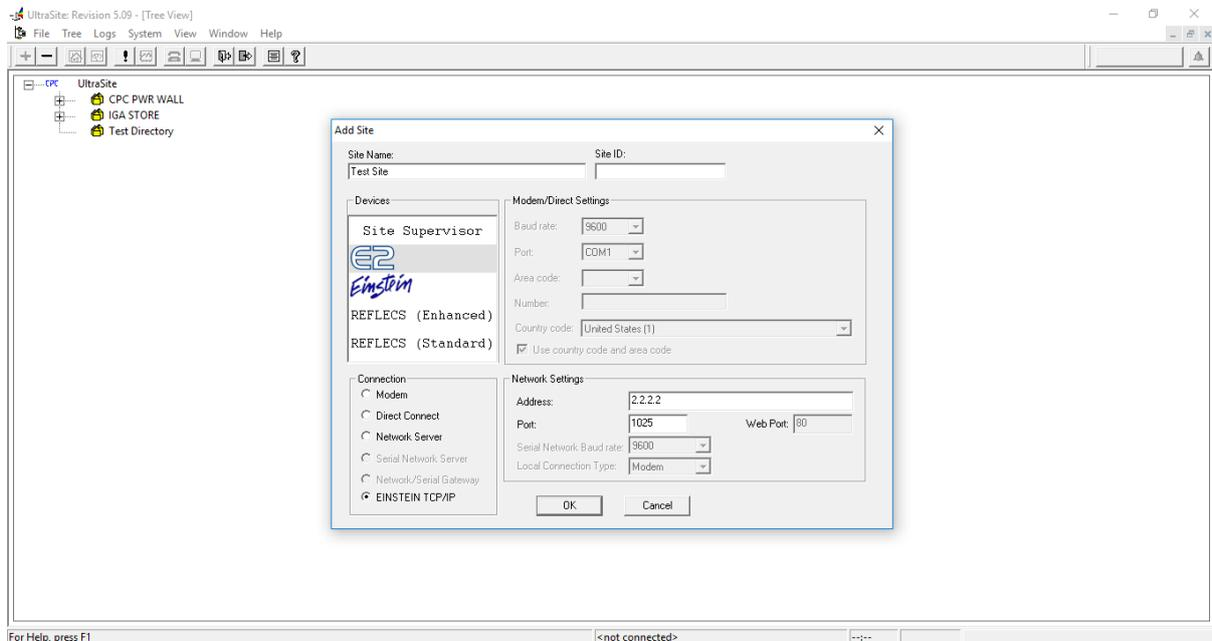 UltraSite: Revision 5.09 - [Tree View]
File Tree Logs System View Window Help
CPC UltraSite
CPC PWR WALL
IGA STORE
Test Directory
Add Site
Site Name:
Site ID:
Test Site
Devices
Site Supervisor
E2
Einstein
REFLECS (Enhanced)
REFLECS (Standard)
Modem/Direct Settings
Baud rate: 9600
Port: COM1
Area code:
Number:
Country code: United States (1)
Use country code and area code
Connection
Modem
Direct Connect
Network Server
Serial Network Server
Network/Serial Gateway
EINSTEIN TCP/IP
Network Settings
Address: 2.2.2.2
Port: 1025 Web Port: 80
Serial Network Baud rate: 9600
Local Connection Type: Modem
OK Cancel
For Help, press F1 <not connected> --:--